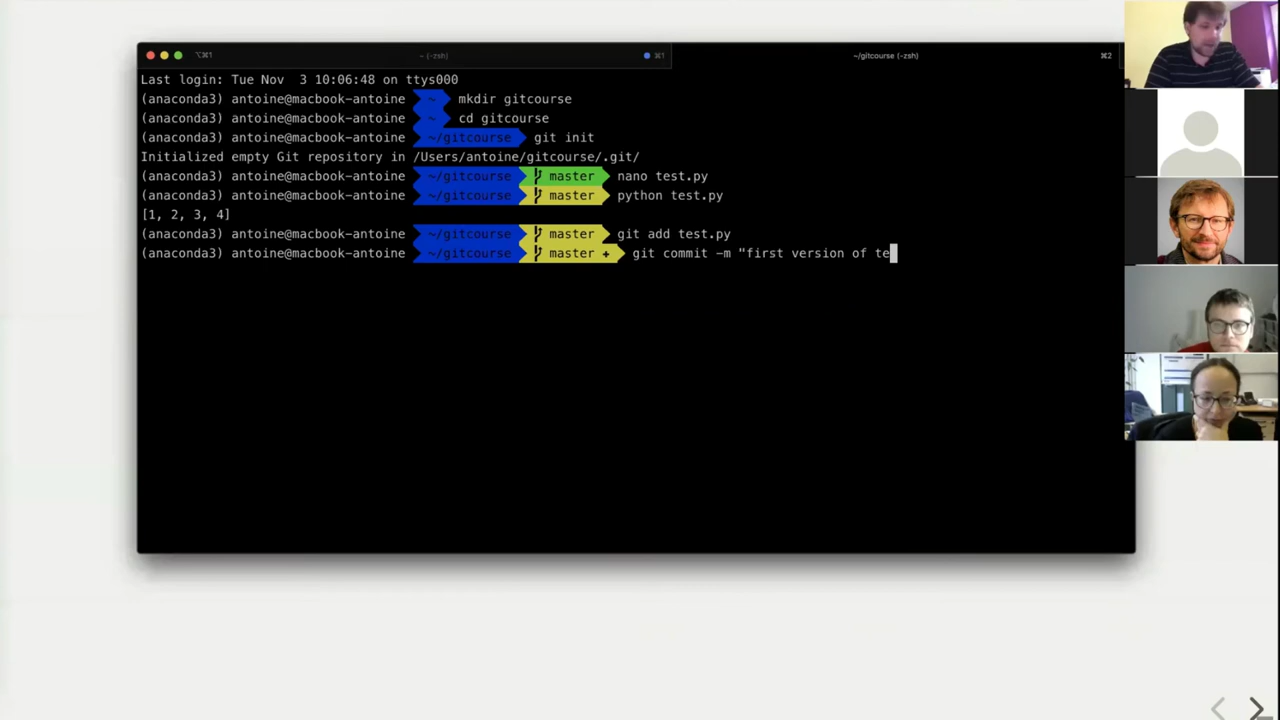 ⌥⌘1 ~ (-zsh) ⌘1 ~/gitcourse (-zsh) ⌘2
Last login: Tue Nov  3 10:06:48 on ttys000
(anaconda3) antoine@macbook-antoine ~ mkdir gitcourse
(anaconda3) antoine@macbook-antoine ~ cd gitcourse
(anaconda3) antoine@macbook-antoine ~/gitcourse git init
Initialized empty Git repository in /Users/antoine/gitcourse/.git/
(anaconda3) antoine@macbook-antoine ~/gitcourse master nano test.py
(anaconda3) antoine@macbook-antoine ~/gitcourse master python test.py
[1, 2, 3, 4]
(anaconda3) antoine@macbook-antoine ~/gitcourse master git add test.py
(anaconda3) antoine@macbook-antoine ~/gitcourse master + git commit -m "first version of te